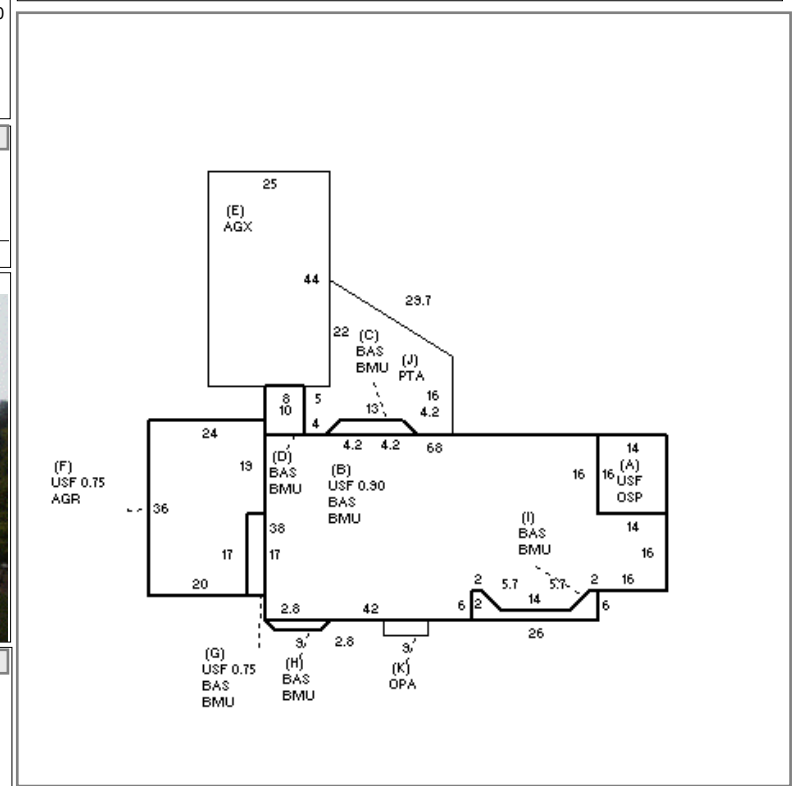 0
25
(E)
AGX
44
29.7
22
(C)
BAS
BMU
(J)
PTA
8
10
5
4
13
16
4.2
24
4.2
4.2
68
14
(F)
USF 0.75
AGR
19
(D)
BAS
BMU
(B)
USF 0.90
BAS
BMU
16
16
(A)
USF
OSP
36
38
(I)
BAS
BMU
14
17
17
16
20
2
5.7
5.7
2
16
2.8
42
6
2
14
6
9
2.8
9
26
(G)
USF 0.75
BAS
BMU
(H)
BAS
BMU
(K)
OPA